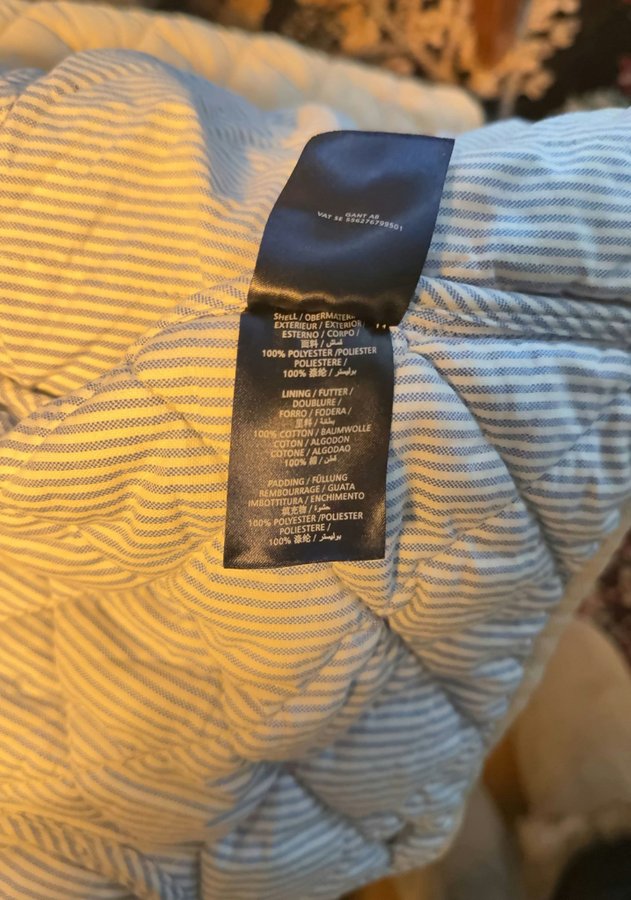 GANT AB
VAT SE 556276799501
SHELL / OBERMATERIAL
EXTERIEUR / EXTERIOR
ESTERNO / CORPO /
面料 / قماش /
100% POLYESTER /POLIESTER
POLIESTERE /
100% 涤纶 / بوليستر
LINING / FUTTER /
DOUBLURE /
FORRO / FODERA /
里料 / بطانة /
100% COTTON / BAUMWOLLE
COTON / ALGODON
COTONE / ALGODAO
100% 棉 / قطن
PADDING / FÜLLUNG
REMBOURRAGE / GUATA
IMBOTTITURA / ENCHIMENTO
填充物 / حشوة /
100% POLYESTER /POLIESTER
POLIESTERE /
100% 涤纶 / بوليستر